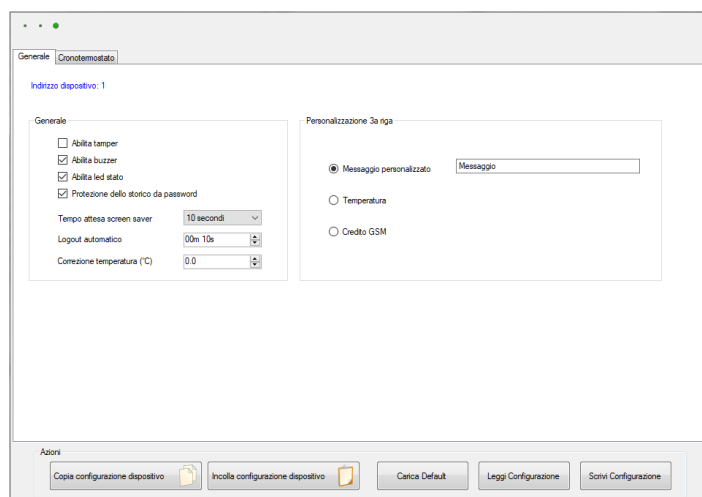 Generale Cronotermostato
Indirizzo dispositivo: 1
Generale
Abilita tamper
Abilita buzzer
Abilita led stato
Protezione dello storico da password
Tempo attesa screen saver 10 secondi
Logout automatico 00m 10s
Correzione temperatura (°C) 0.0
Personalizzazione 3a riga
Messaggio personalizzato Messaggio
Temperatura
Credito GSM
Azioni
Copia configurazione dispositivo Incolla configurazione dispositivo Carica Default Leggi Configurazione Scrivi Configurazione